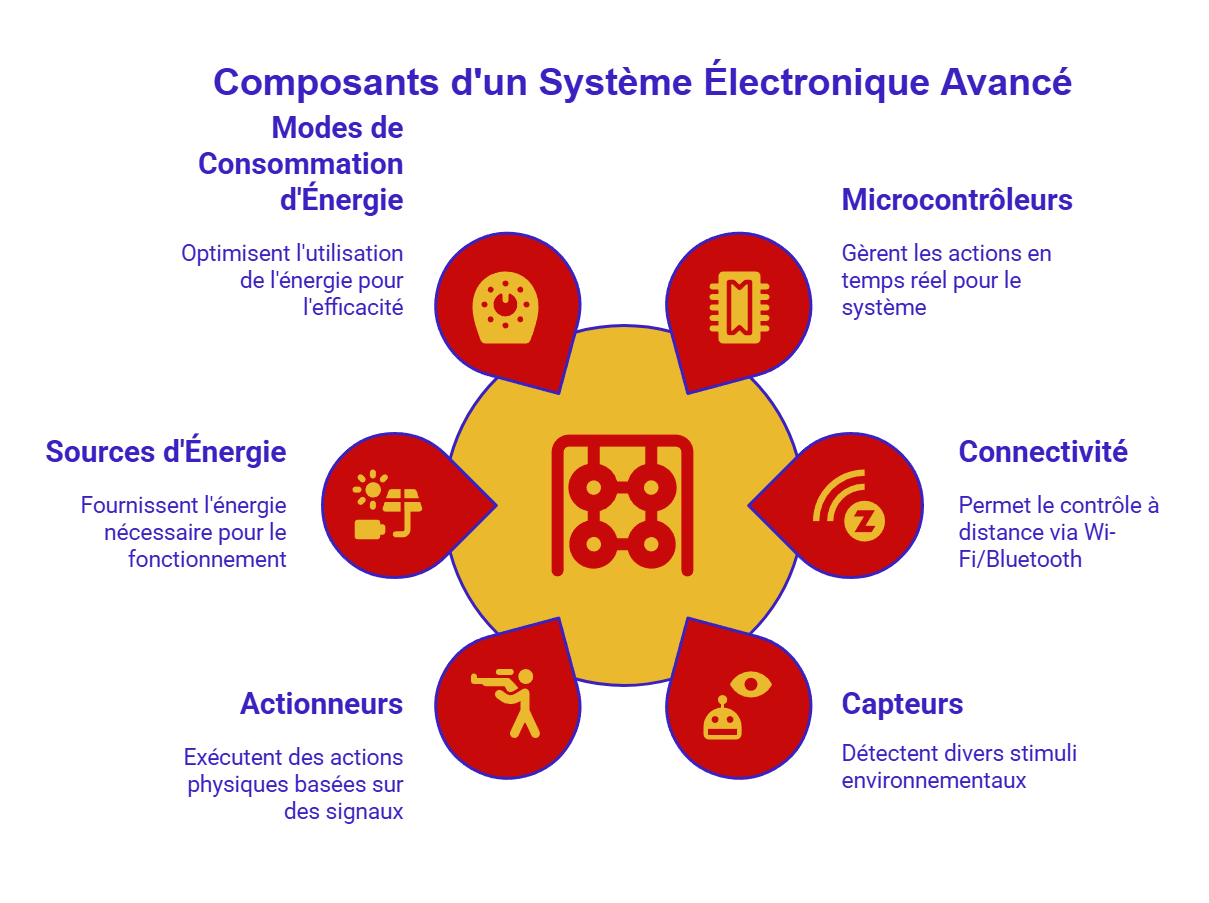 Composants d'un Système Électronique Avancé
Modes de
Consommation
d'Énergie
Optimisent l'utilisation
de l'énergie pour
l'efficacité
Microcontrôleurs
Gèrent les actions en
temps réel pour le
système
Sources d'Énergie
Fournissent l'énergie
nécessaire pour le
fonctionnement
Connectivité
Permet le contrôle à
distance via Wi-
Fi/Bluetooth
Actionneurs
Exécutent des actions
physiques basées sur
des signaux
Capteurs
Détectent divers stimuli
environnementaux